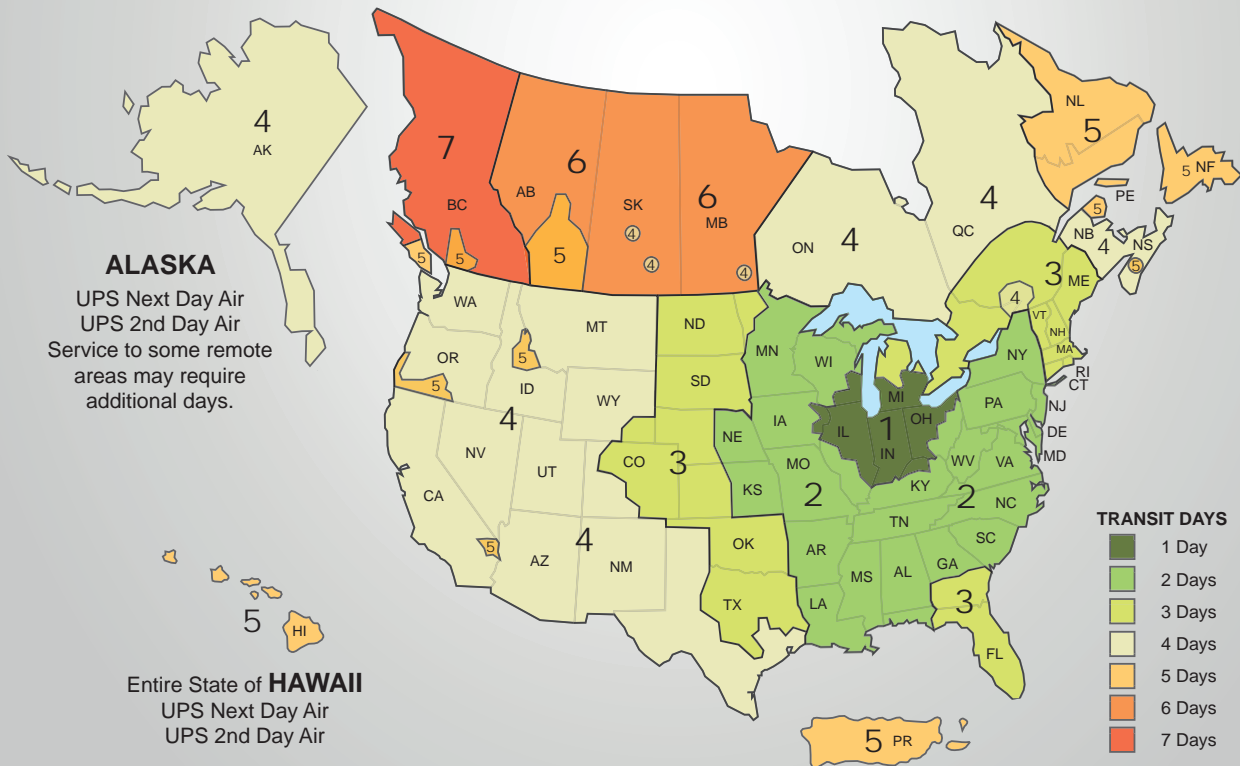 4
AK
ALASKA
UPS Next Day Air
UPS 2nd Day Air
Service to some remote
areas may require
additional days.
5
HI
Entire State of HAWAII
UPS Next Day Air
UPS 2nd Day Air
7
BC
5
5
6
AB
5
SK
4
4
6
MB
4
ON
4
QC
4
NL
5
5 NF
PE
5
NB
4
NS
5
3
ME
4
VT
NH
MA
RI
CT
NY
NJ
PA
DE
MD
WA
OR
5
5
ID
MT
WY
4
NV
UT
CA
5
AZ
4
NM
ND
SD
NE
CO
3
KS
OK
TX
MN
WI
IA
MO
2
AR
LA
MI
IL
1
IN
OH
WV
VA
KY
2
NC
TN
SC
MS
AL
GA
3
FL
5 PR
TRANSIT DAYS
1 Day
2 Days
3 Days
4 Days
5 Days
6 Days
7 Days